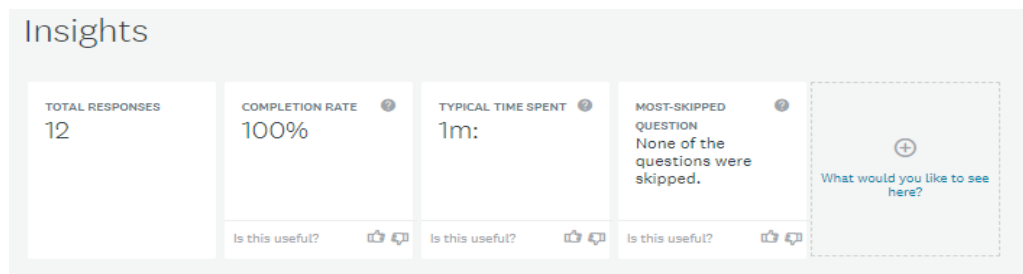 Insights
TOTAL RESPONSES
12
COMPLETION RATE ?
100%
Is this useful?
TYPICAL TIME SPENT ?
1m:
Is this useful?
MOST-SKIPPED ?
QUESTION
None of the
questions were
skipped.
Is this useful?
What would you like to see
here?